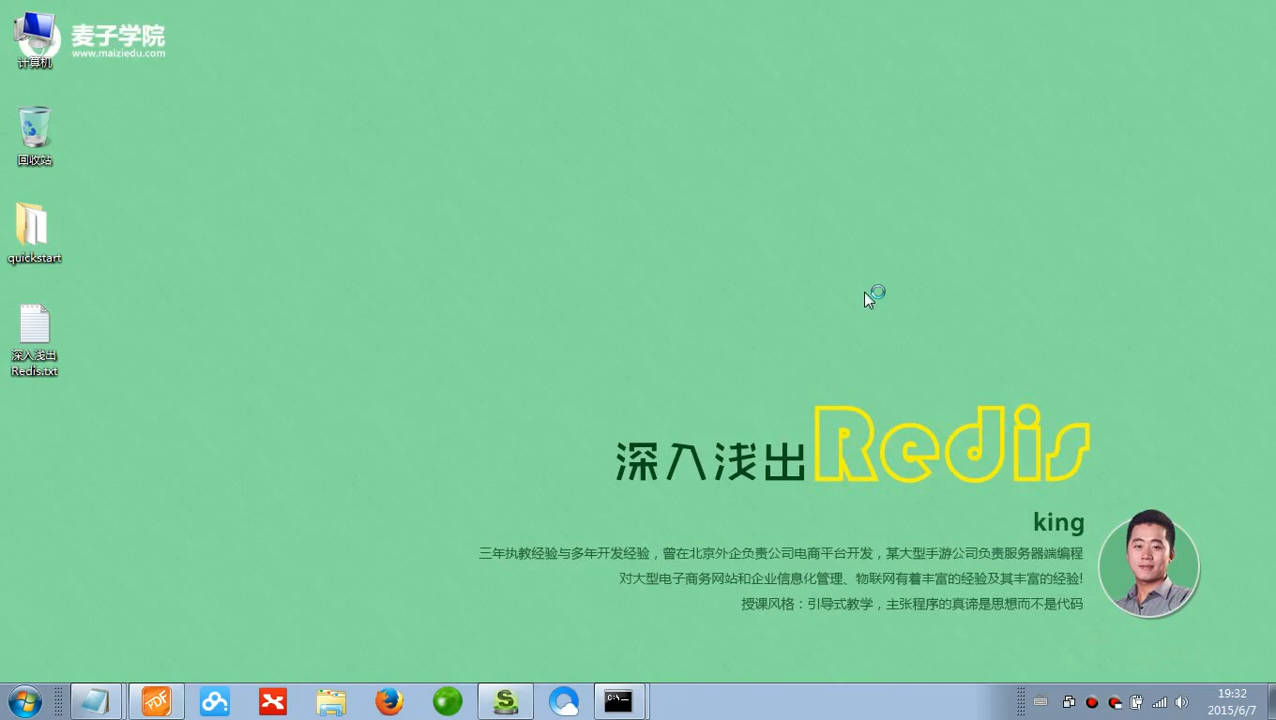 麦子学院
www.maiziedu.com
计算机
回收站
quickstart
深入浅出
Redis.txt
深入浅出Redis
king
三年执教经验与多年开发经验，曾在北京外企负责公司电商平台开发，某大型手游公司负责服务器端编程
对大型电子商务网站和企业信息化管理、物联网有着丰富的经验及其丰富的经验!
授课风格：引导式教学，主张程序的真谛是思想而不是代码
PDF
S
C:\_
19:32
2015/6/7